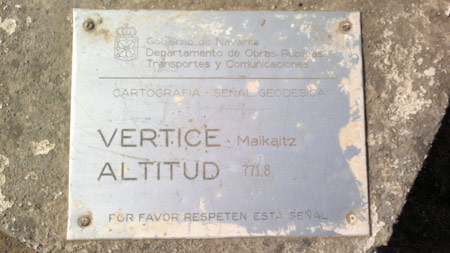 Gobierno de Navarra
Departamento de Obras Públicas
Transportes y Comunicaciones
CARTOGRAFIA - SEÑAL GEODESICA
VERTICE - Malkaitz
ALTITUD 771.8
POR FAVOR RESPETEN ESTA SEÑAL